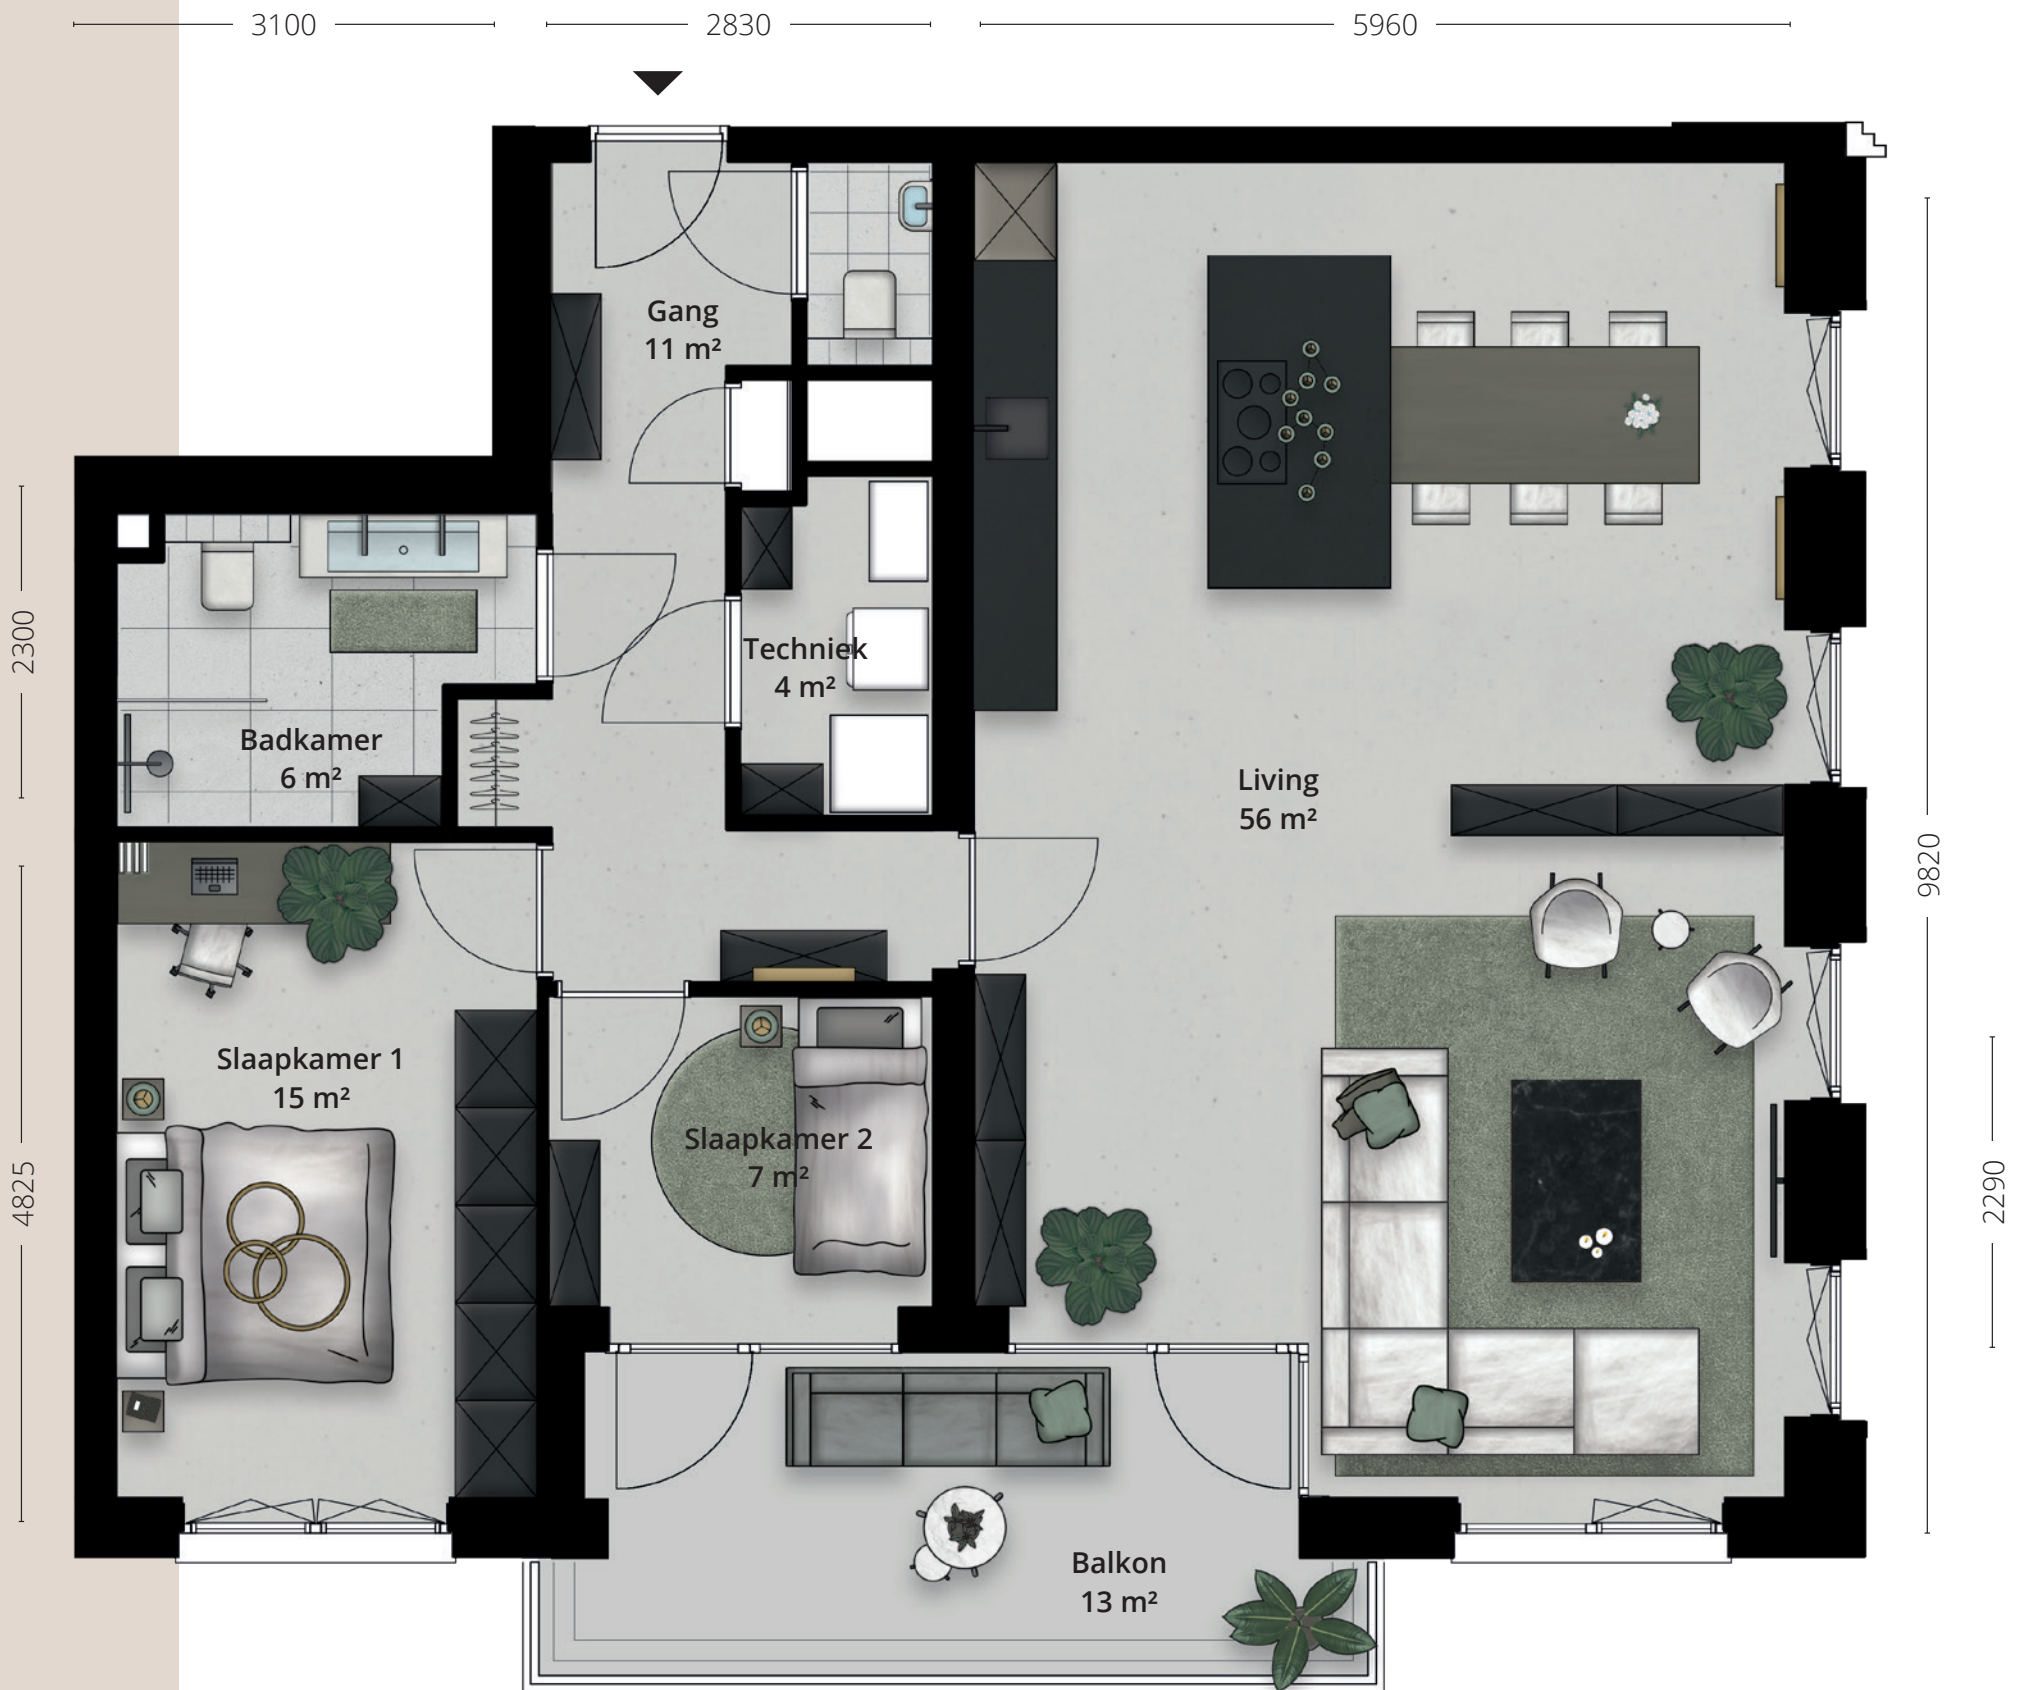 3100
2830
5960
Gang
11 m²
2300
Techniek
4 m²
Badkamer
6 m²
Living
56 m²
9820
Slaapkamer 1
15 m²
Slaapkamer 2
7 m²
4825
2290
Balkon
13 m²